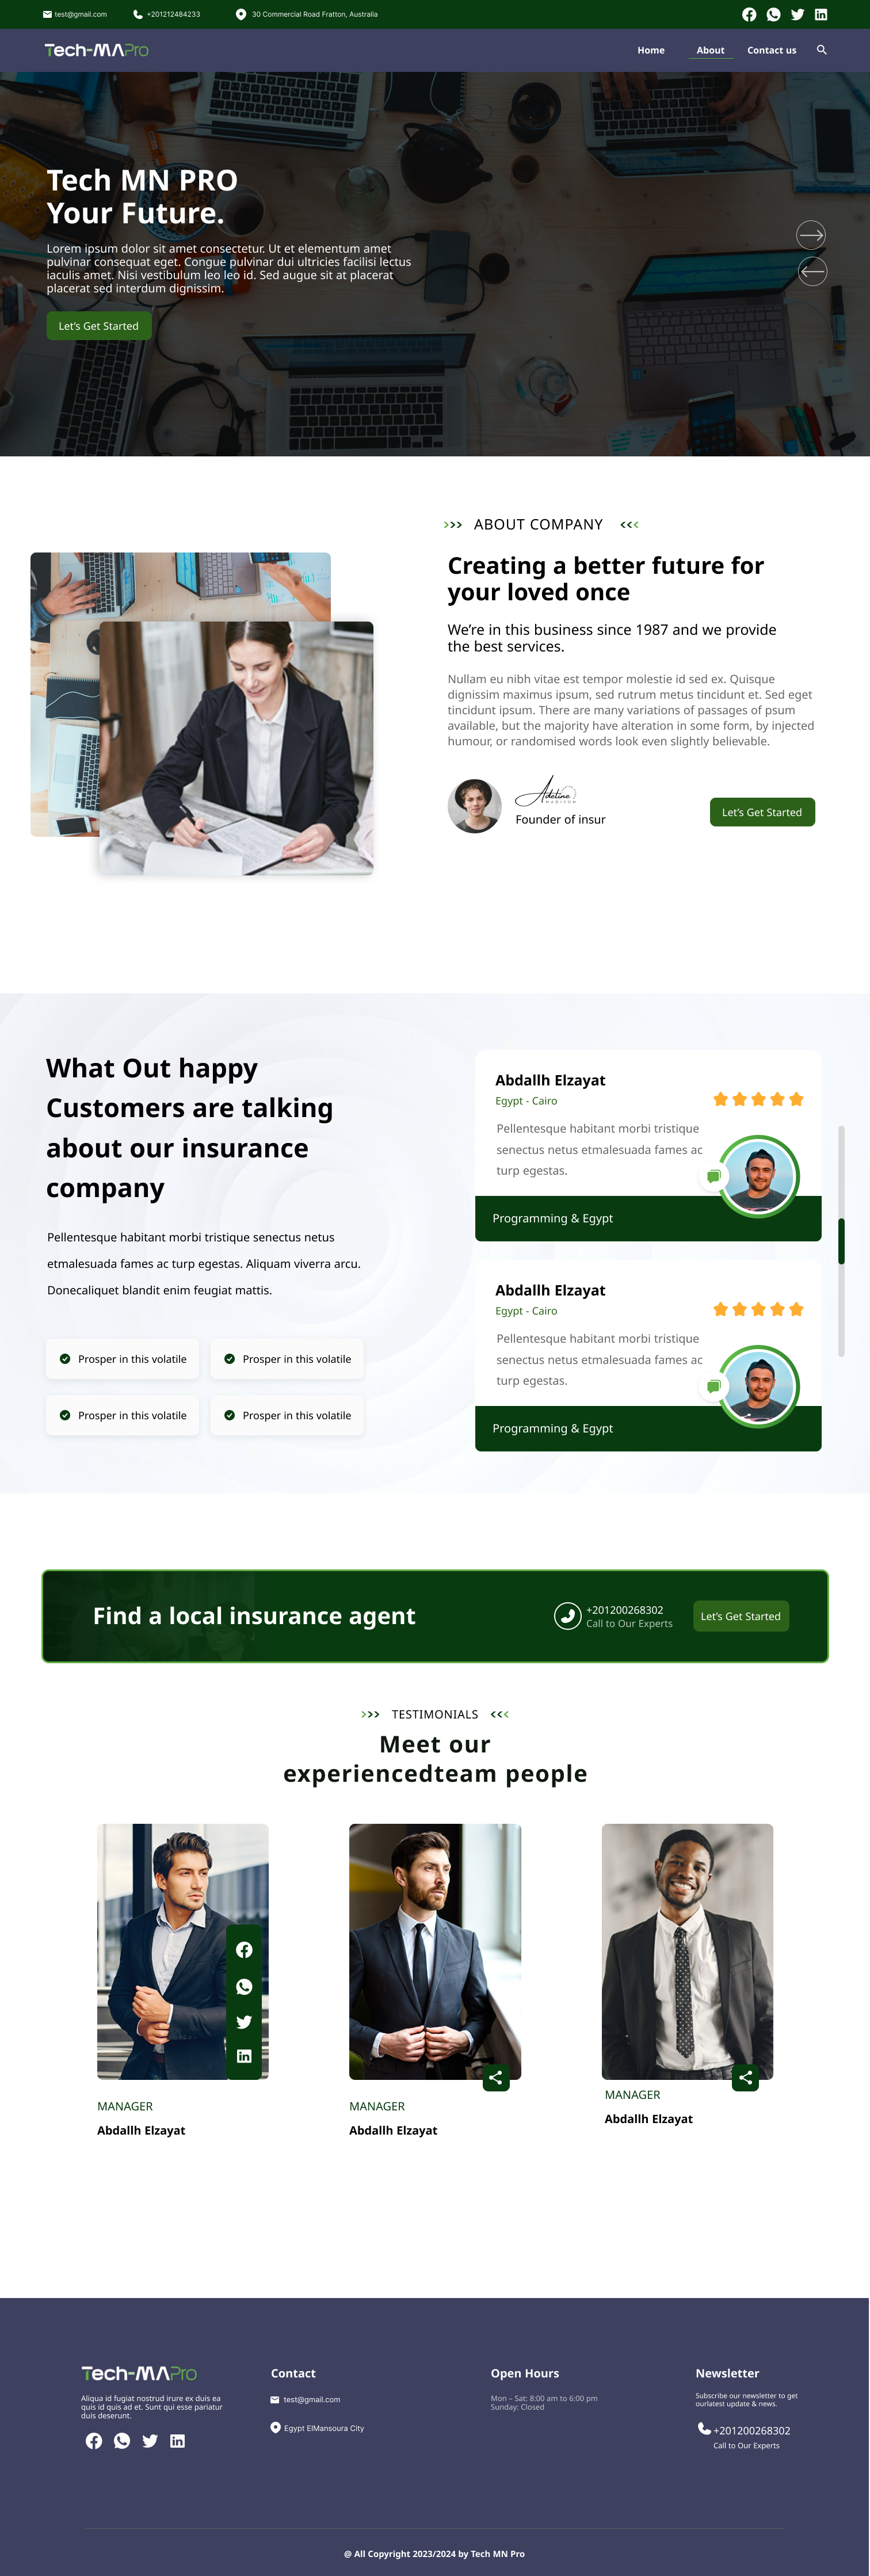 test@gmail.com
+201212484233
30 Commercial Road Fratton, Australia
Tech-MAPro
Home
About
Contact us
Tech MN PRO
Your Future.
Lorem ipsum dolor sit amet consectetur. Ut et elementum amet
pulvinar consequat eget. Congue pulvinar dui ultricies facilisi lectus
iaculis amet. Nisi vestibulum leo leo id. Sed augue sit at placerat
placerat sed interdum dignissim.
Let's Get Started
ABOUT COMPANY
Creating a better future for
your loved once
We're in this business since 1987 and we provide
the best services.
Nullam eu nibh vitae est tempor molestie id sed ex. Quisque
dignissim maximus ipsum, sed rutrum metus tincidunt et. Sed eget
tincidunt ipsum. There are many variations of passages of psum
available, but the majority have alteration in some form, by injected
humour, or randomised words look even slightly believable.
Adeline
MADISON
Founder of insur
Let's Get Started
What Out happy
Customers are talking
about our insurance
company
Pellentesque habitant morbi tristique senectus netus
etmalesuada fames ac turp egestas. Aliquam viverra arcu.
Donecaliquet blandit enim feugiat mattis.
Prosper in this volatile
Prosper in this volatile
Prosper in this volatile
Prosper in this volatile
Abdallh Elzayat
Egypt - Cairo
Pellentesque habitant morbi tristique
senectus netus etmalesuada fames ac
turp egestas.
Programming & Egypt
Abdallh Elzayat
Egypt - Cairo
Pellentesque habitant morbi tristique
senectus netus etmalesuada fames ac
turp egestas.
Programming & Egypt
Find a local insurance agent
+201200268302
Call to Our Experts
Let's Get Started
TESTIMONIALS
Meet our
experiencedteam people
MANAGER
Abdallh Elzayat
MANAGER
Abdallh Elzayat
MANAGER
Abdallh Elzayat
Tech-MAPro
Aliqua id fugiat nostrud irure ex duis ea
quis id quis ad et. Sunt qui esse pariatur
duis deserunt.
Contact
test@gmail.com
Egypt ElMansoura City
Open Hours
Mon – Sat: 8:00 am to 6:00 pm
Sunday: Closed
Newsletter
Subscribe our newsletter to get
ourlatest update & news.
+201200268302
Call to Our Experts
@ All Copyright 2023/2024 by Tech MN Pro